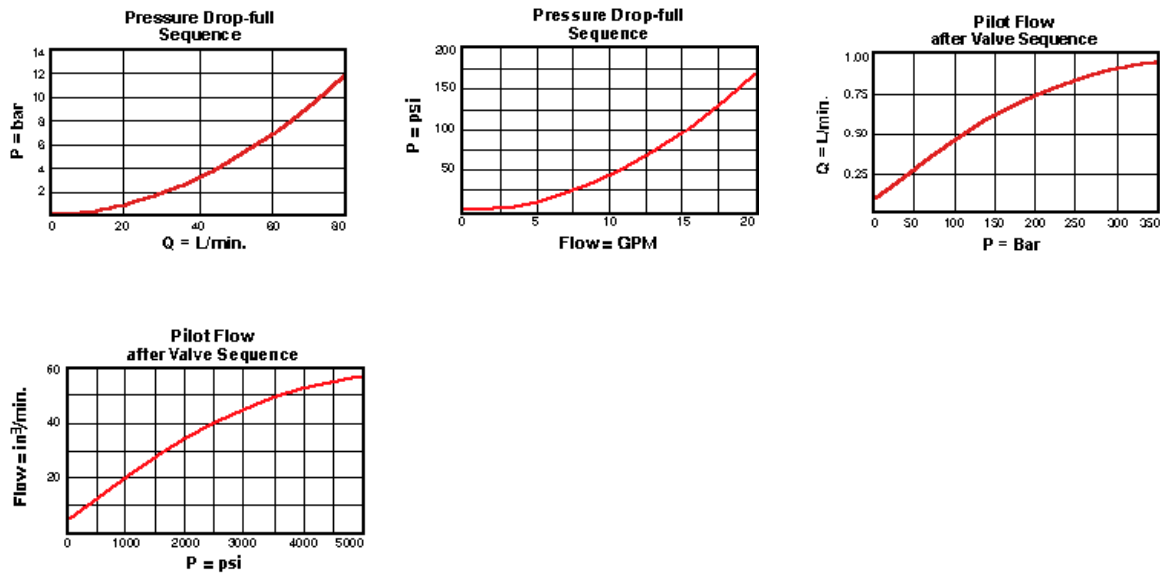 Pressure Drop-full
Sequence
P = bar
14
12
10
8
6
4
2
0
20
40
60
80
Q = L/min.
Pressure Drop-full
Sequence
P = psi
200
150
100
50
0
5
10
15
20
Flow = GPM
Pilot Flow
after Valve Sequence
Q = L/min.
1.00
0.75
0.50
0.25
0
50
100
150
200
250
300
350
P = Bar
Pilot Flow
after Valve Sequence
Flow = in³/min.
60
40
20
0
1000
2000
3000
4000
5000
P = psi